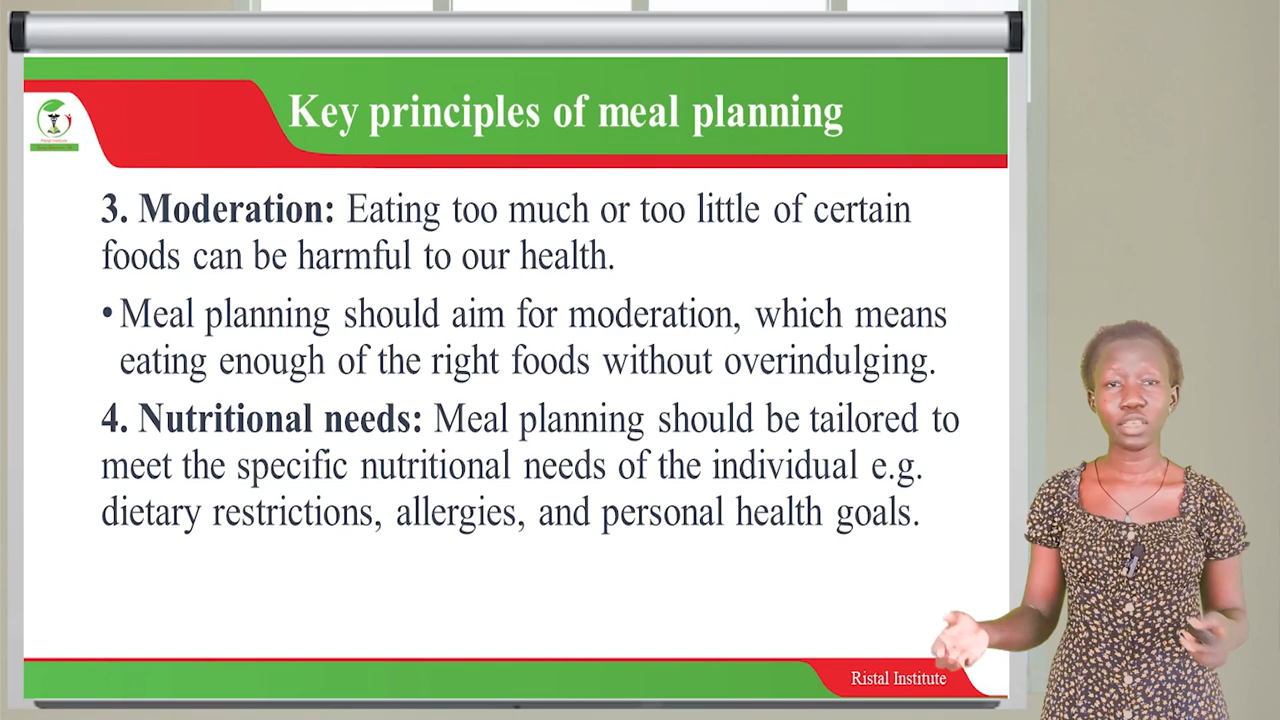 Key principles of meal planning
3. Moderation: Eating too much or too little of certain
foods can be harmful to our health.
• Meal planning should aim for moderation, which means
eating enough of the right foods without overindulging.
4. Nutritional needs: Meal planning should be tailored to
meet the specific nutritional needs of the individual e.g.
dietary restrictions, allergies, and personal health goals.
Ristal Institute
Ristal Institute